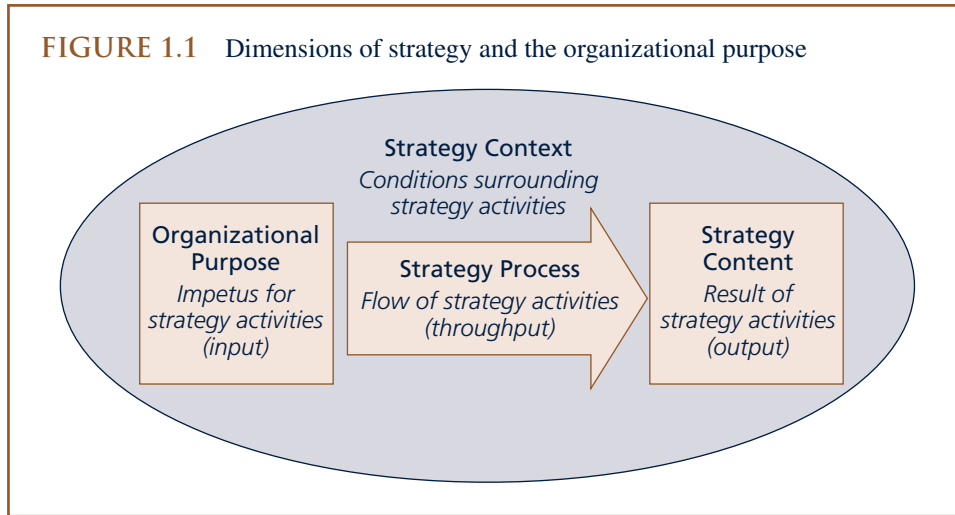 FIGURE 1.1 Dimensions of strategy and the organizational purpose
Strategy Context
Conditions surrounding
strategy activities
Organizational
Purpose
Impetus for
strategy activities
(input)
Strategy Process
Flow of strategy activities
(throughput)
Strategy
Content
Result of
strategy activities
(output)